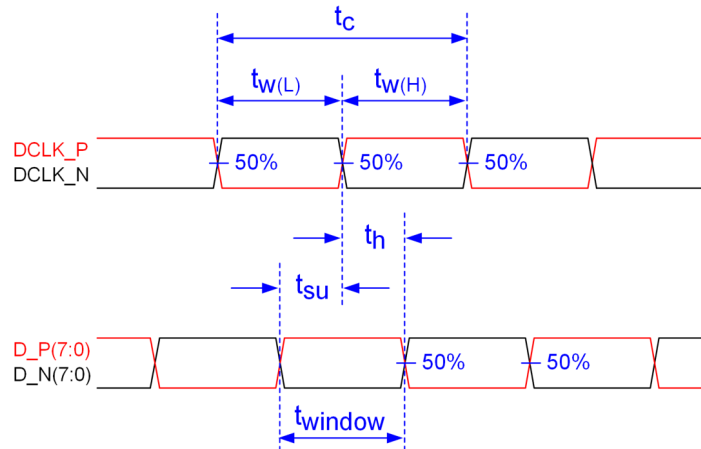 tc
tw(L) tw(H)
DCLK_P
DCLK_N
50% 50% 50%
th
tsu
D_P(7:0)
D_N(7:0)
50% 50%
twindow